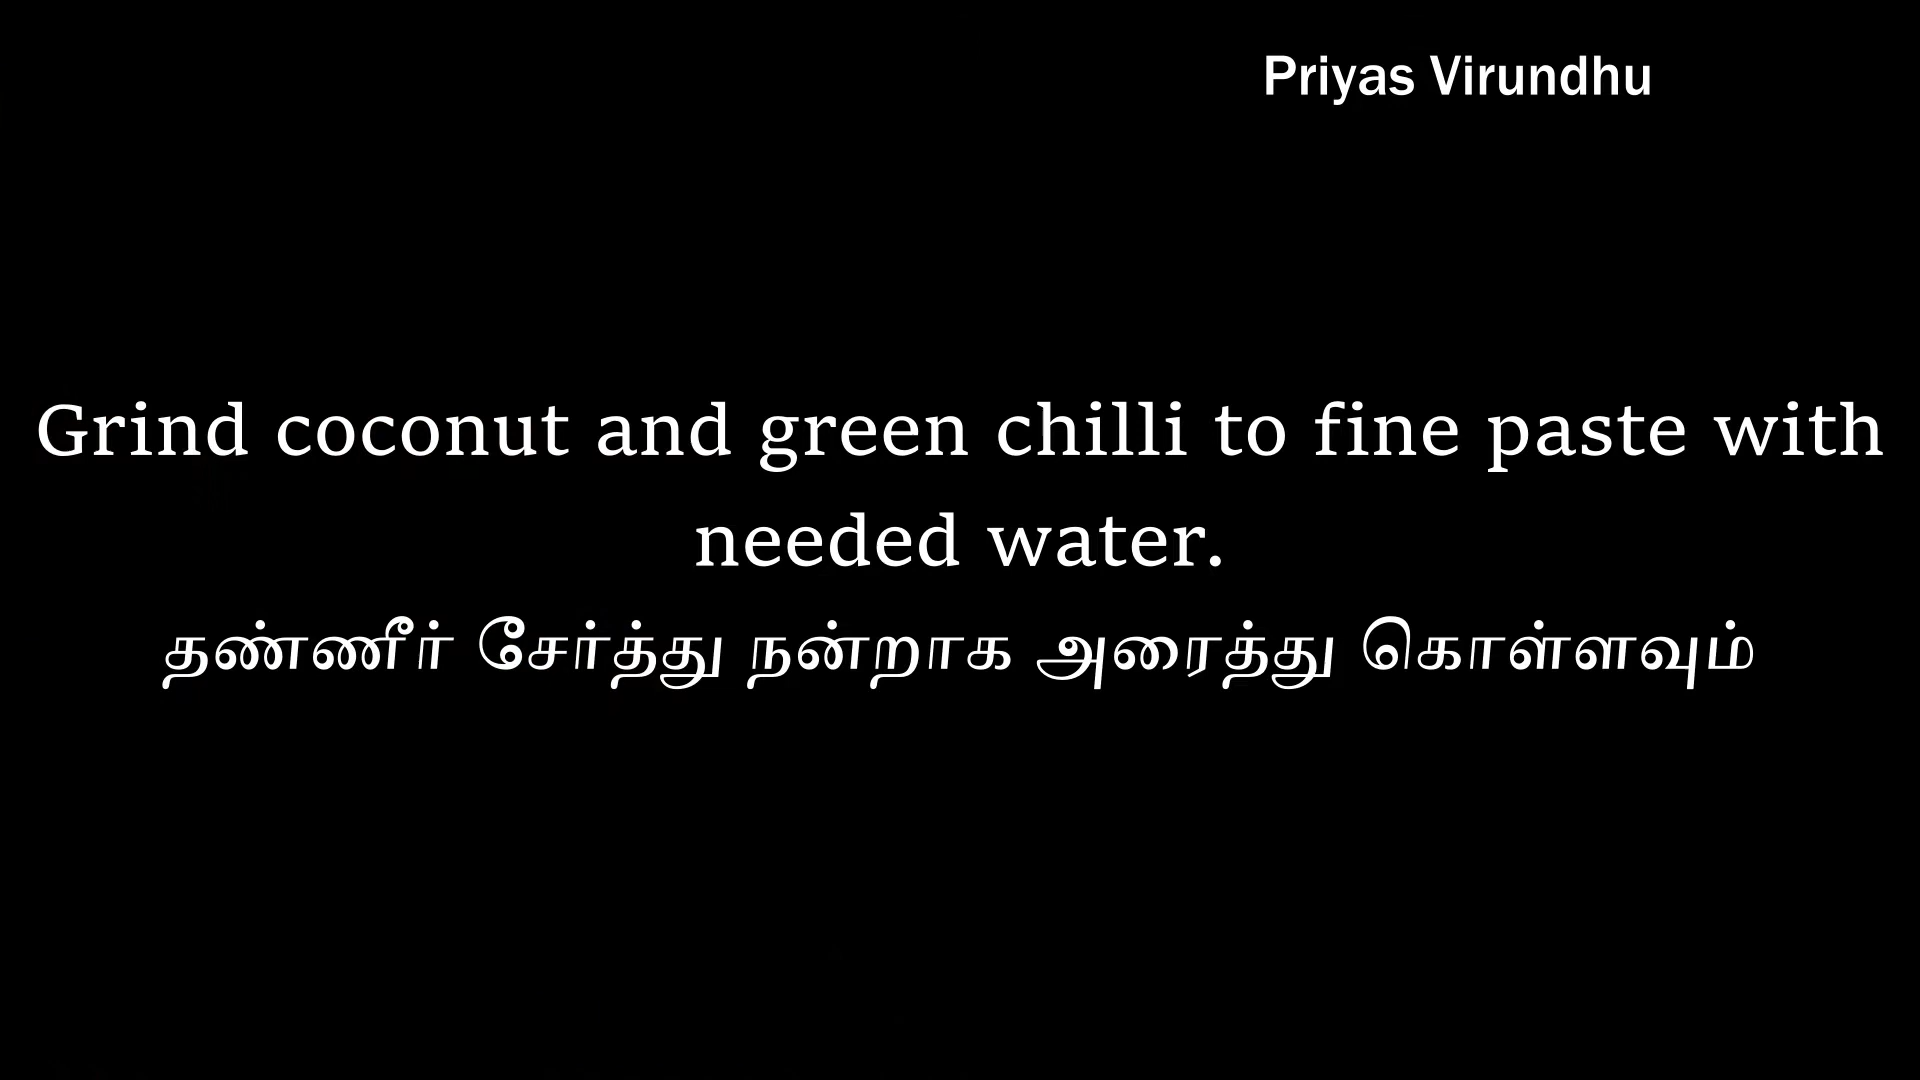 Priyas Virundhu
Grind coconut and green chilli to fine paste with
needed water.
தண்ணீர் சேர்த்து நன்றாக அரைத்து கொள்ளவும்